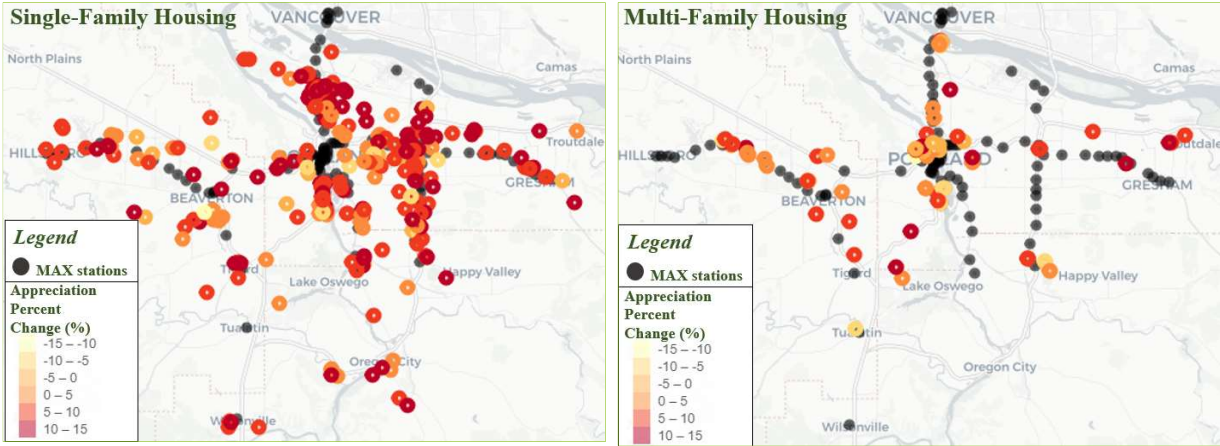 Single-Family Housing
VANCOUVER
North Plains
Camas
Troutdale
HILLSBORO
GRESHAM
BEAVERTON
Tigard
Happy Valley
Lake Oswego
Tualatin
Oregon City
Wilsonville
Legend
MAX stations
Appreciation
Percent
Change (%)
-15 – -10
-10 – -5
-5 – 0
0 – 5
5 – 10
10 – 15
Multi-Family Housing
VANCOUVER
North Plains
Camas
Troutdale
HILLSBORO
PORTLAND
GRESHAM
BEAVERTON
Tigard
Happy Valley
Lake Oswego
Tualatin
Oregon City
Wilsonville
Legend
MAX stations
Appreciation
Percent
Change (%)
-15 – -10
-10 – -5
-5 – 0
0 – 5
5 – 10
10 – 15